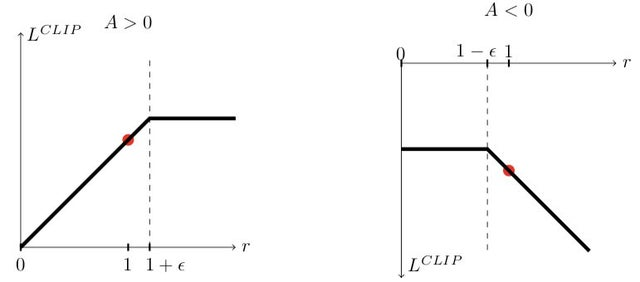 A > 0
L^{CLIP}
r
0 1 1 + ϵ
A < 0
0 1 − ϵ 1
r
L^{CLIP}